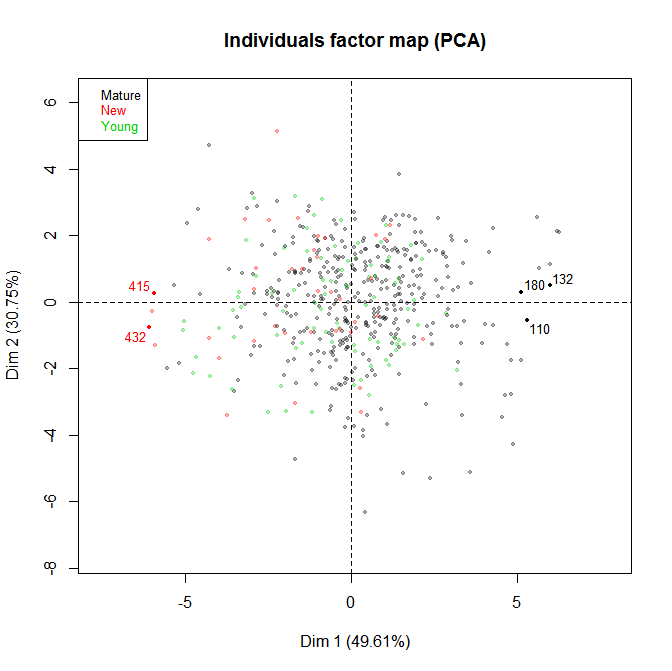 Individuals factor map (PCA)
Mature
New
Young
6
4
2
0
-2
-4
-6
-8
415
432
180
132
110
-5
0
5
Dim 2 (30.75%)
Dim 1 (49.61%)